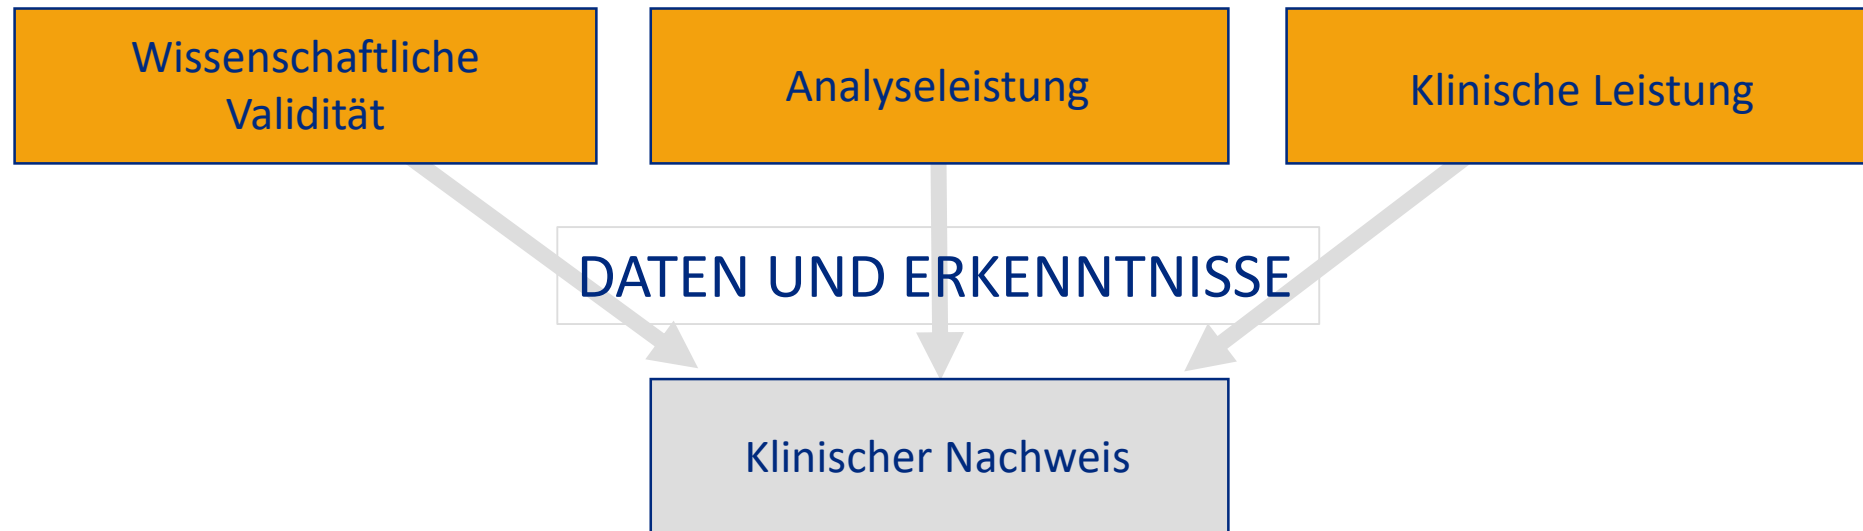 Wissenschaftliche
Validität
Analyseleistung
Klinische Leistung
DATEN UND ERKENNTNISSE
Klinischer Nachweis